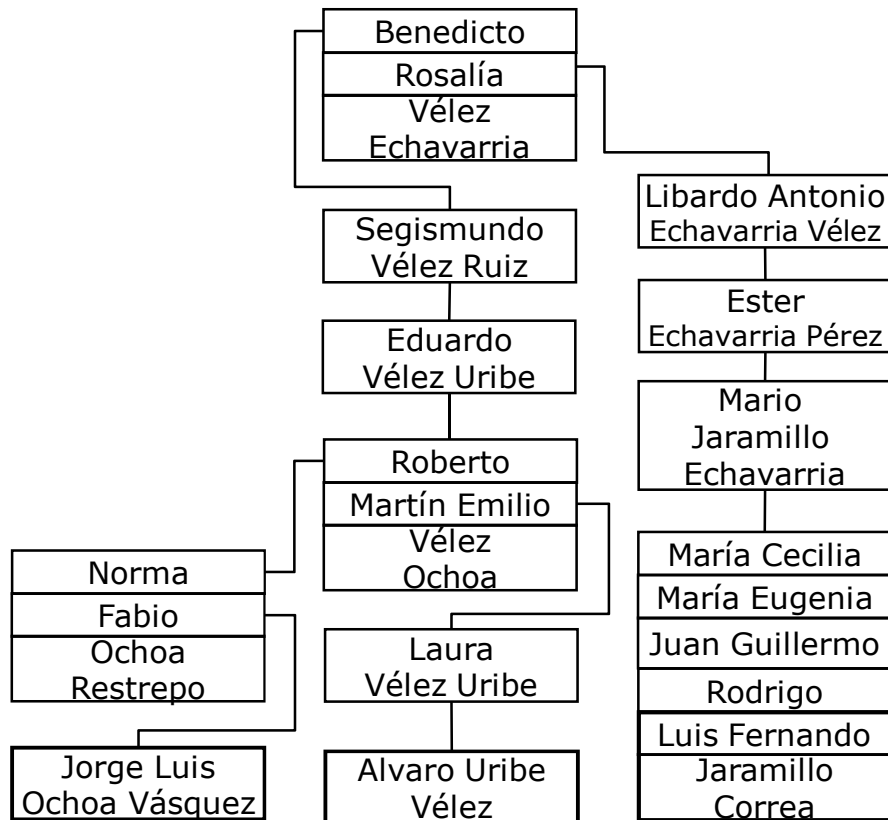 Benedicto
Rosalía
Vélez
Echavarria
Libardo Antonio
Echavarria Vélez
Segismundo
Vélez Ruiz
Ester
Echavarria Pérez
Eduardo
Vélez Uribe
Mario
Jaramillo
Echavarria
Roberto
Martín Emilio
Vélez
Ochoa
Norma
Fabio
Ochoa
Restrepo
María Cecilia
María Eugenia
Juan Guillermo
Rodrigo
Luis Fernando
Jaramillo
Correa
Laura
Vélez Uribe
Jorge Luis
Ochoa Vásquez
Alvaro Uribe
Vélez